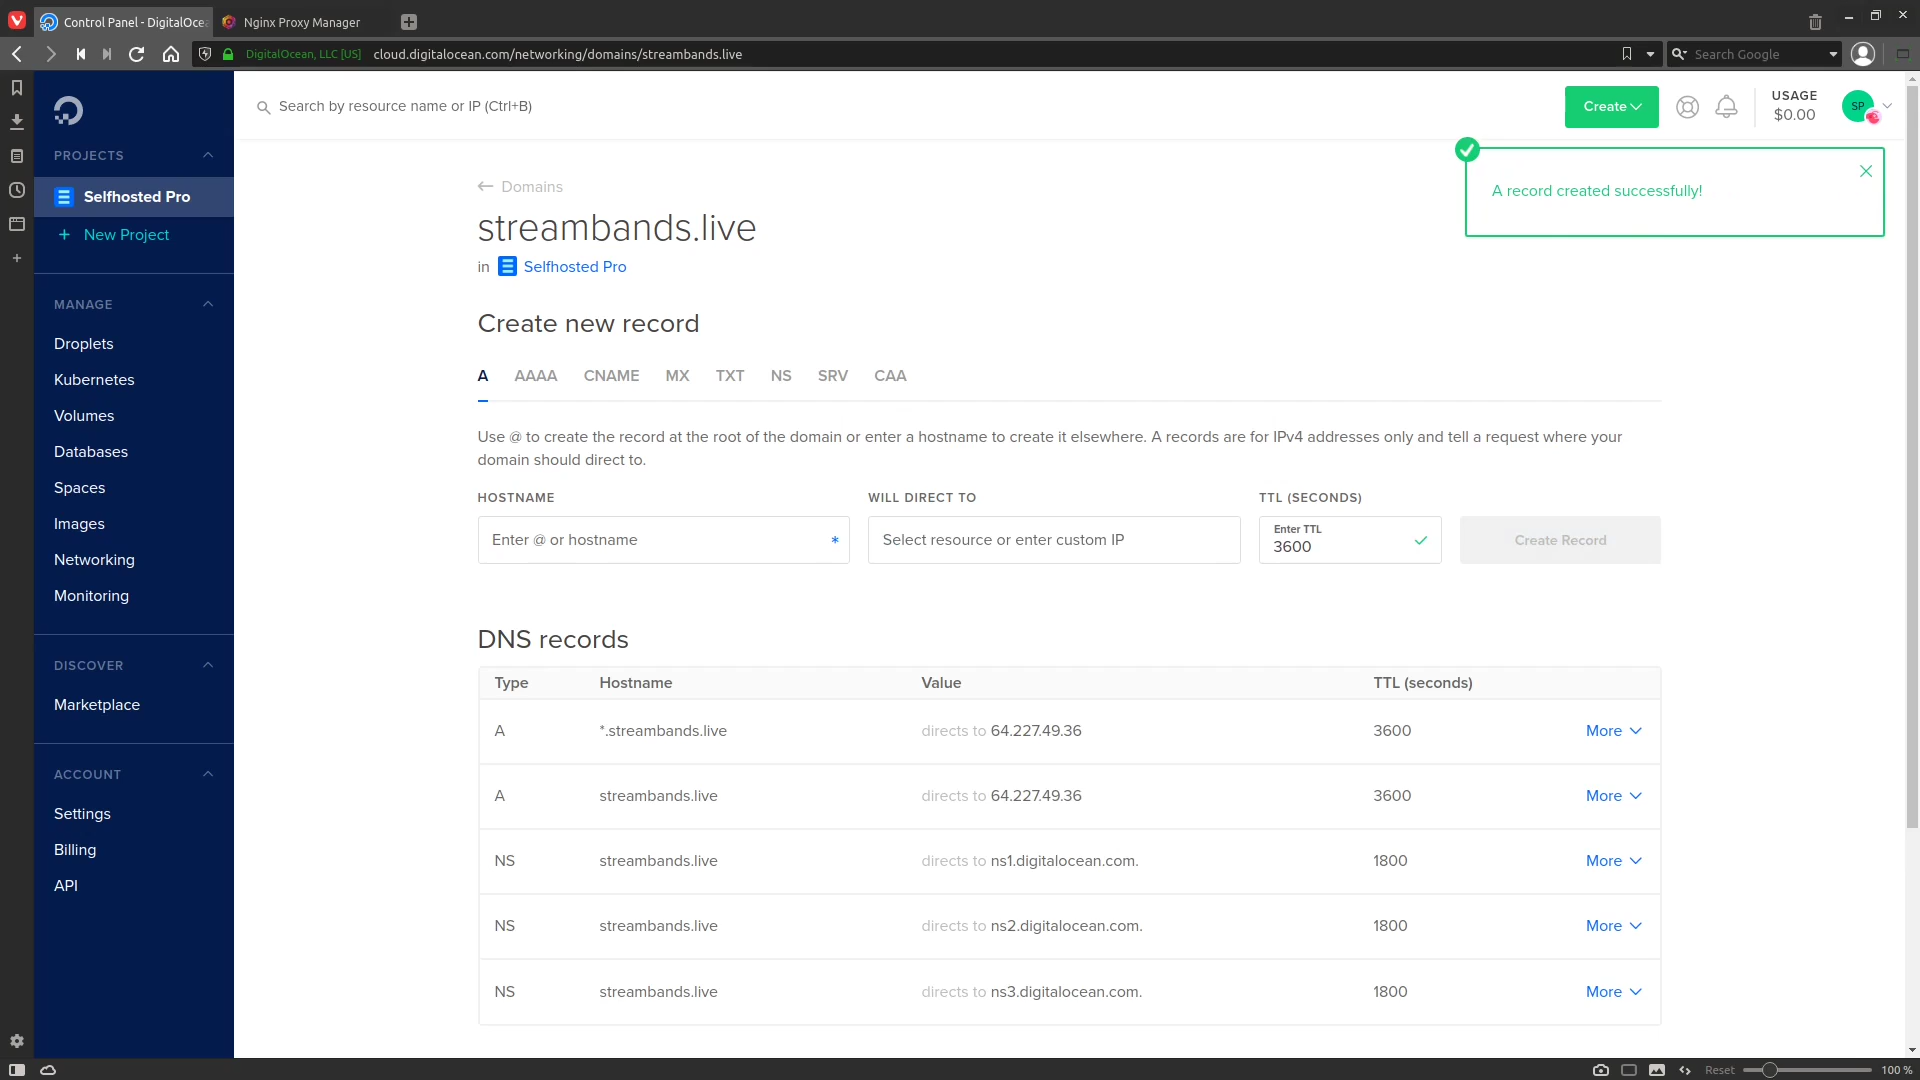 Control Panel - DigitalOce
Nginx Proxy Manager
DigitalOcean, LLC [US]
cloud.digitalocean.com/networking/domains/streambands.live
Search Google
Search by resource name or IP (Ctrl+B)
Create
USAGE
$0.00
SP
PROJECTS
Selfhosted Pro
+ New Project
MANAGE
Droplets
Kubernetes
Volumes
Databases
Spaces
Images
Networking
Monitoring
DISCOVER
Marketplace
ACCOUNT
Settings
Billing
API
A record created successfully!
← Domains
streambands.live
in Selfhosted Pro
Create new record
A AAAA CNAME MX TXT NS SRV CAA
Use @ to create the record at the root of the domain or enter a hostname to create it elsewhere. A records are for IPv4 addresses only and tell a request where your
domain should direct to.
HOSTNAME WILL DIRECT TO TTL (SECONDS)
Enter @ or hostname *
Select resource or enter custom IP
Enter TTL
3600
Create Record
DNS records
Type Hostname Value TTL (seconds)
A *.streambands.live directs to 64.227.49.36 3600 More
A streambands.live directs to 64.227.49.36 3600 More
NS streambands.live directs to ns1.digitalocean.com. 1800 More
NS streambands.live directs to ns2.digitalocean.com. 1800 More
NS streambands.live directs to ns3.digitalocean.com. 1800 More
Reset 100 %